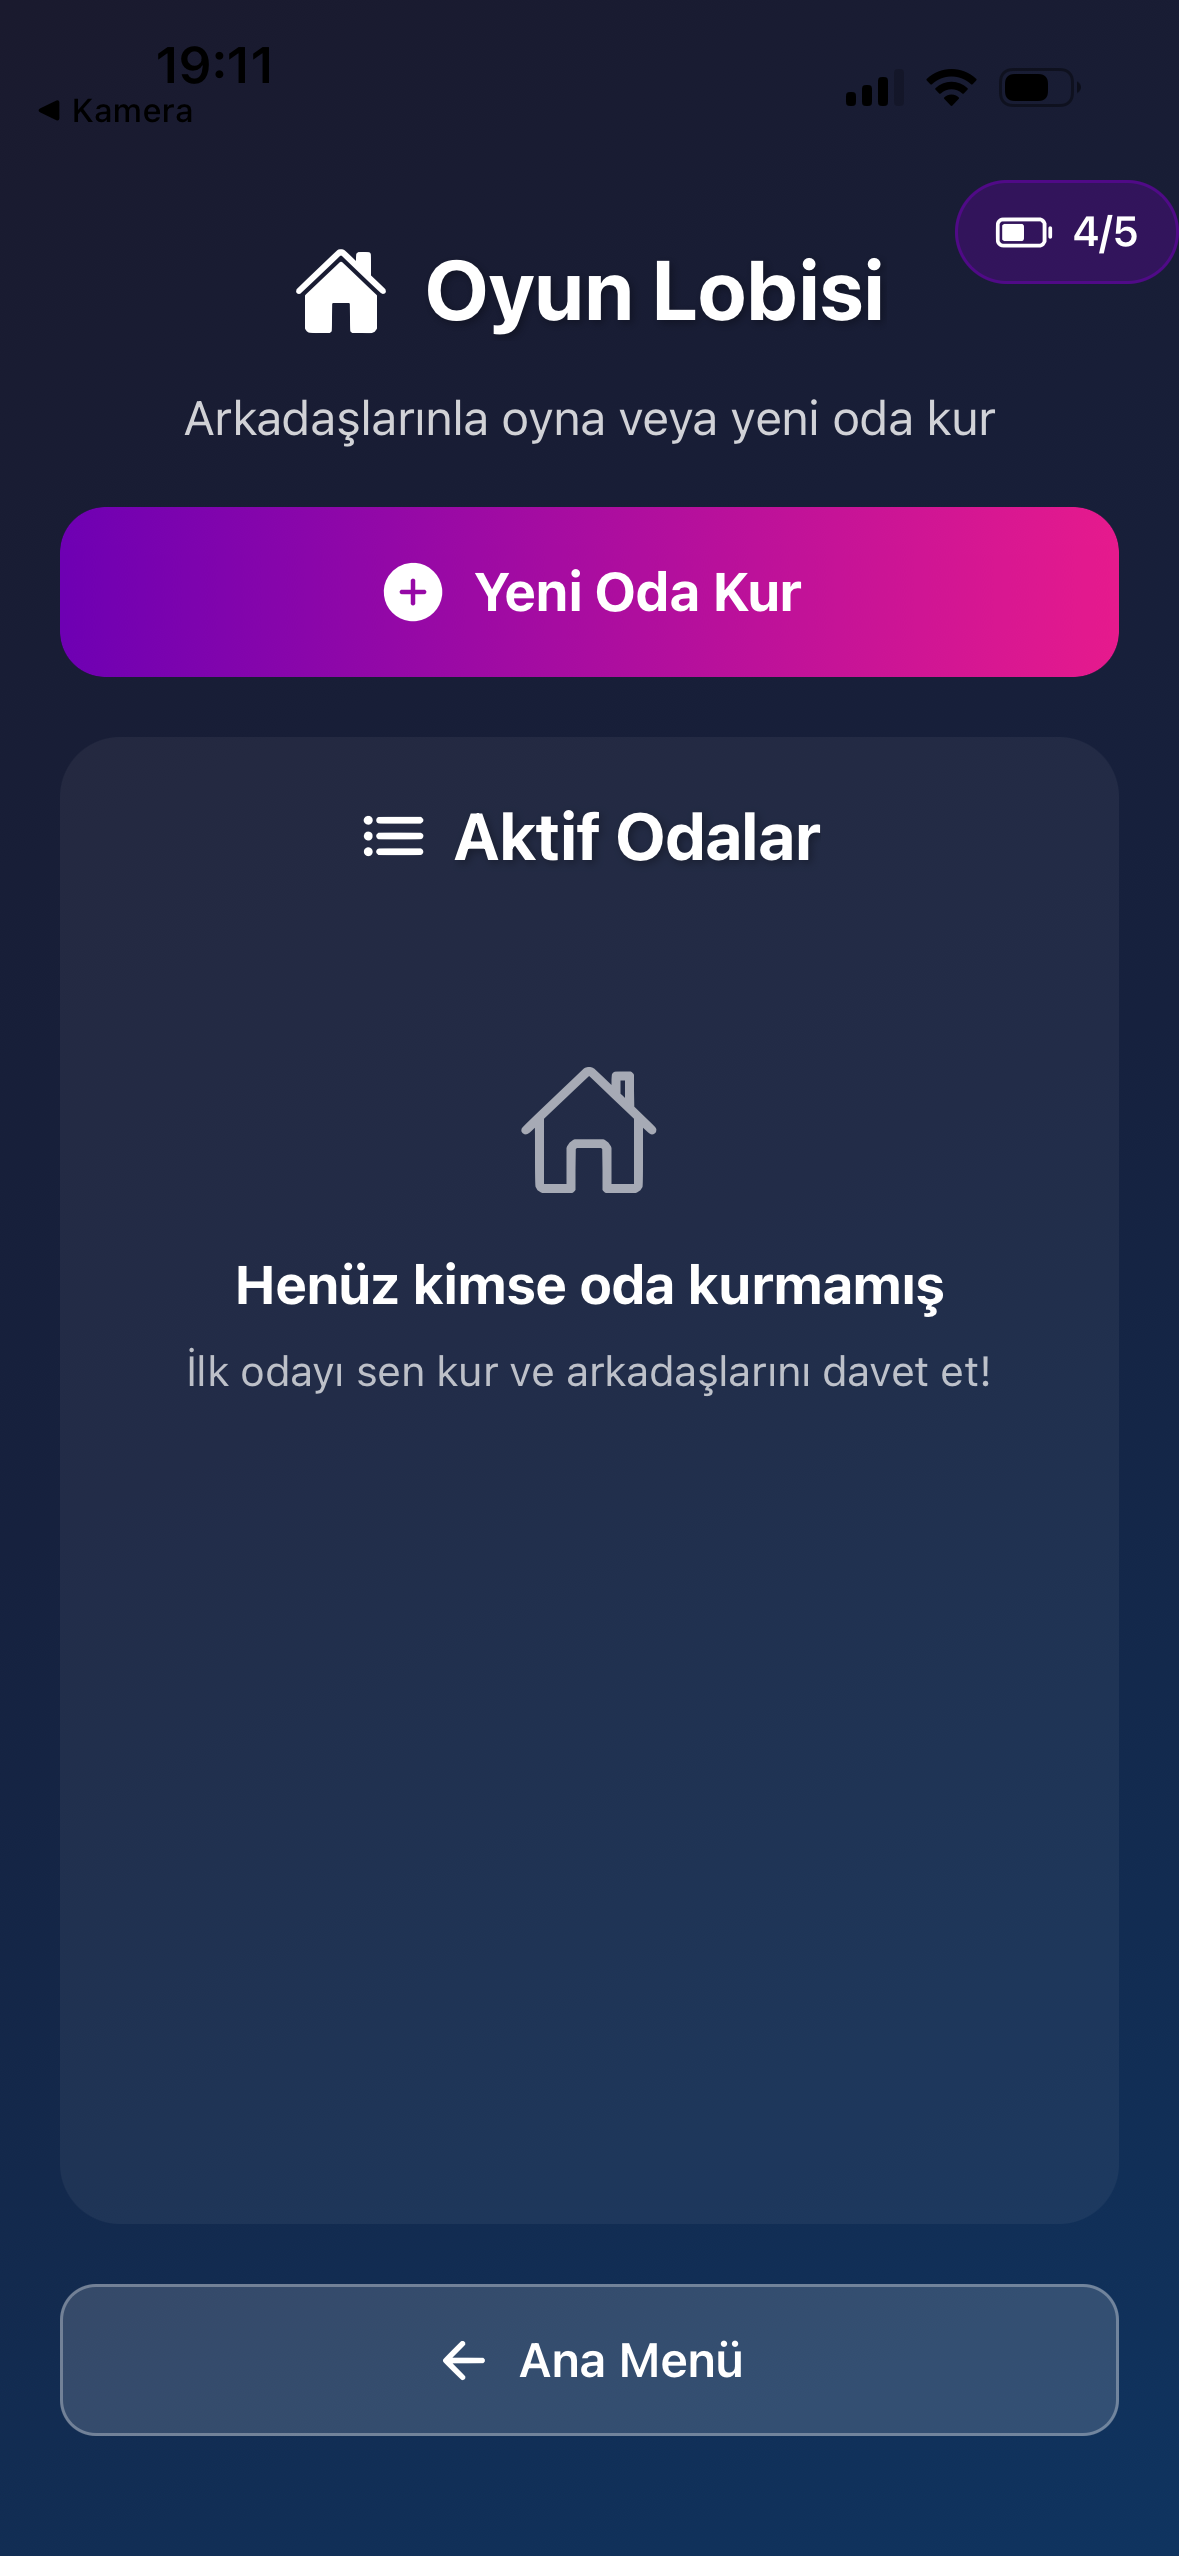 19:11
Kamera
4/5
Oyun Lobisi
Arkadaşlarınla oyna veya yeni oda kur
Yeni Oda Kur
Aktif Odalar
Henüz kimse oda kurmamış
İlk odayı sen kur ve arkadaşlarını davet et!
Ana Menü